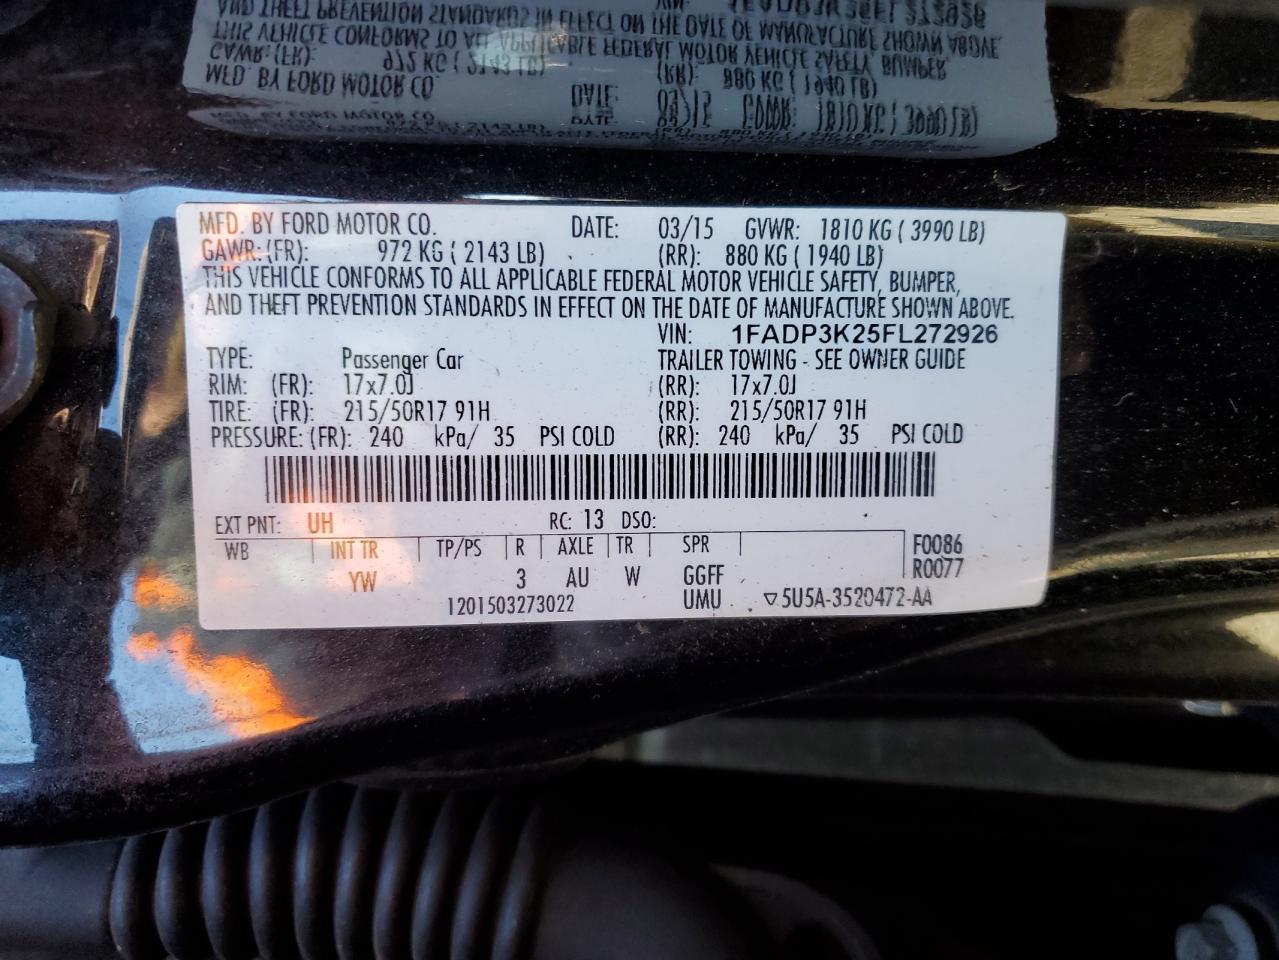 MFD. BY FORD MOTOR CO. DATE: 03/15 GVWR: 1810 KG ( 3990 LB)
GAWR:(FR): 972 KG ( 2143 LB) (RR): 880 KG ( 1940 LB)
THIS VEHICLE CONFORMS TO ALL APPLICABLE FEDERAL MOTOR VEHICLE SAFETY, BUMPER,
AND THEFT PREVENTION STANDARDS IN EFFECT ON THE DATE OF MANUFACTURE SHOWN ABOVE.
VIN: 1FADP3K25FL272926
TYPE: Passenger Car TRAILER TOWING - SEE OWNER GUIDE
RIM: (FR): 17x7.0J (RR): 17x7.0J
TIRE: (FR): 215/50R17 91H (RR): 215/50R17 91H
PRESSURE:(FR): 240 kPa/ 35 PSI COLD (RR): 240 kPa/ 35 PSI COLD
EXT PNT: UH RC: 13 DSO:
WB INT TR TP/PS R AXLE TR SPR F0086
YW 3 AU W GGFF R0077
1201503273022 UMU ▽5U5A-3520472-AA